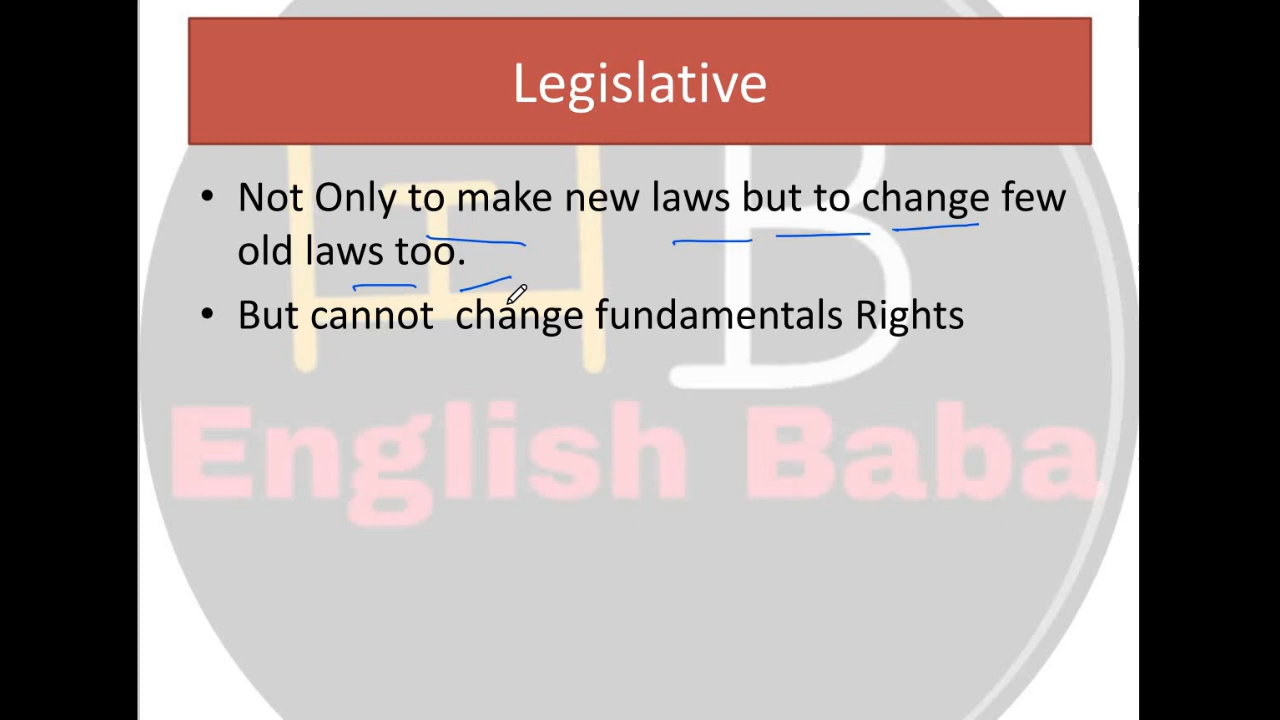 Legislative
• Not Only to make new laws but to change few
old laws too.
• But cannot change fundamentals Rights
EB
English Baba